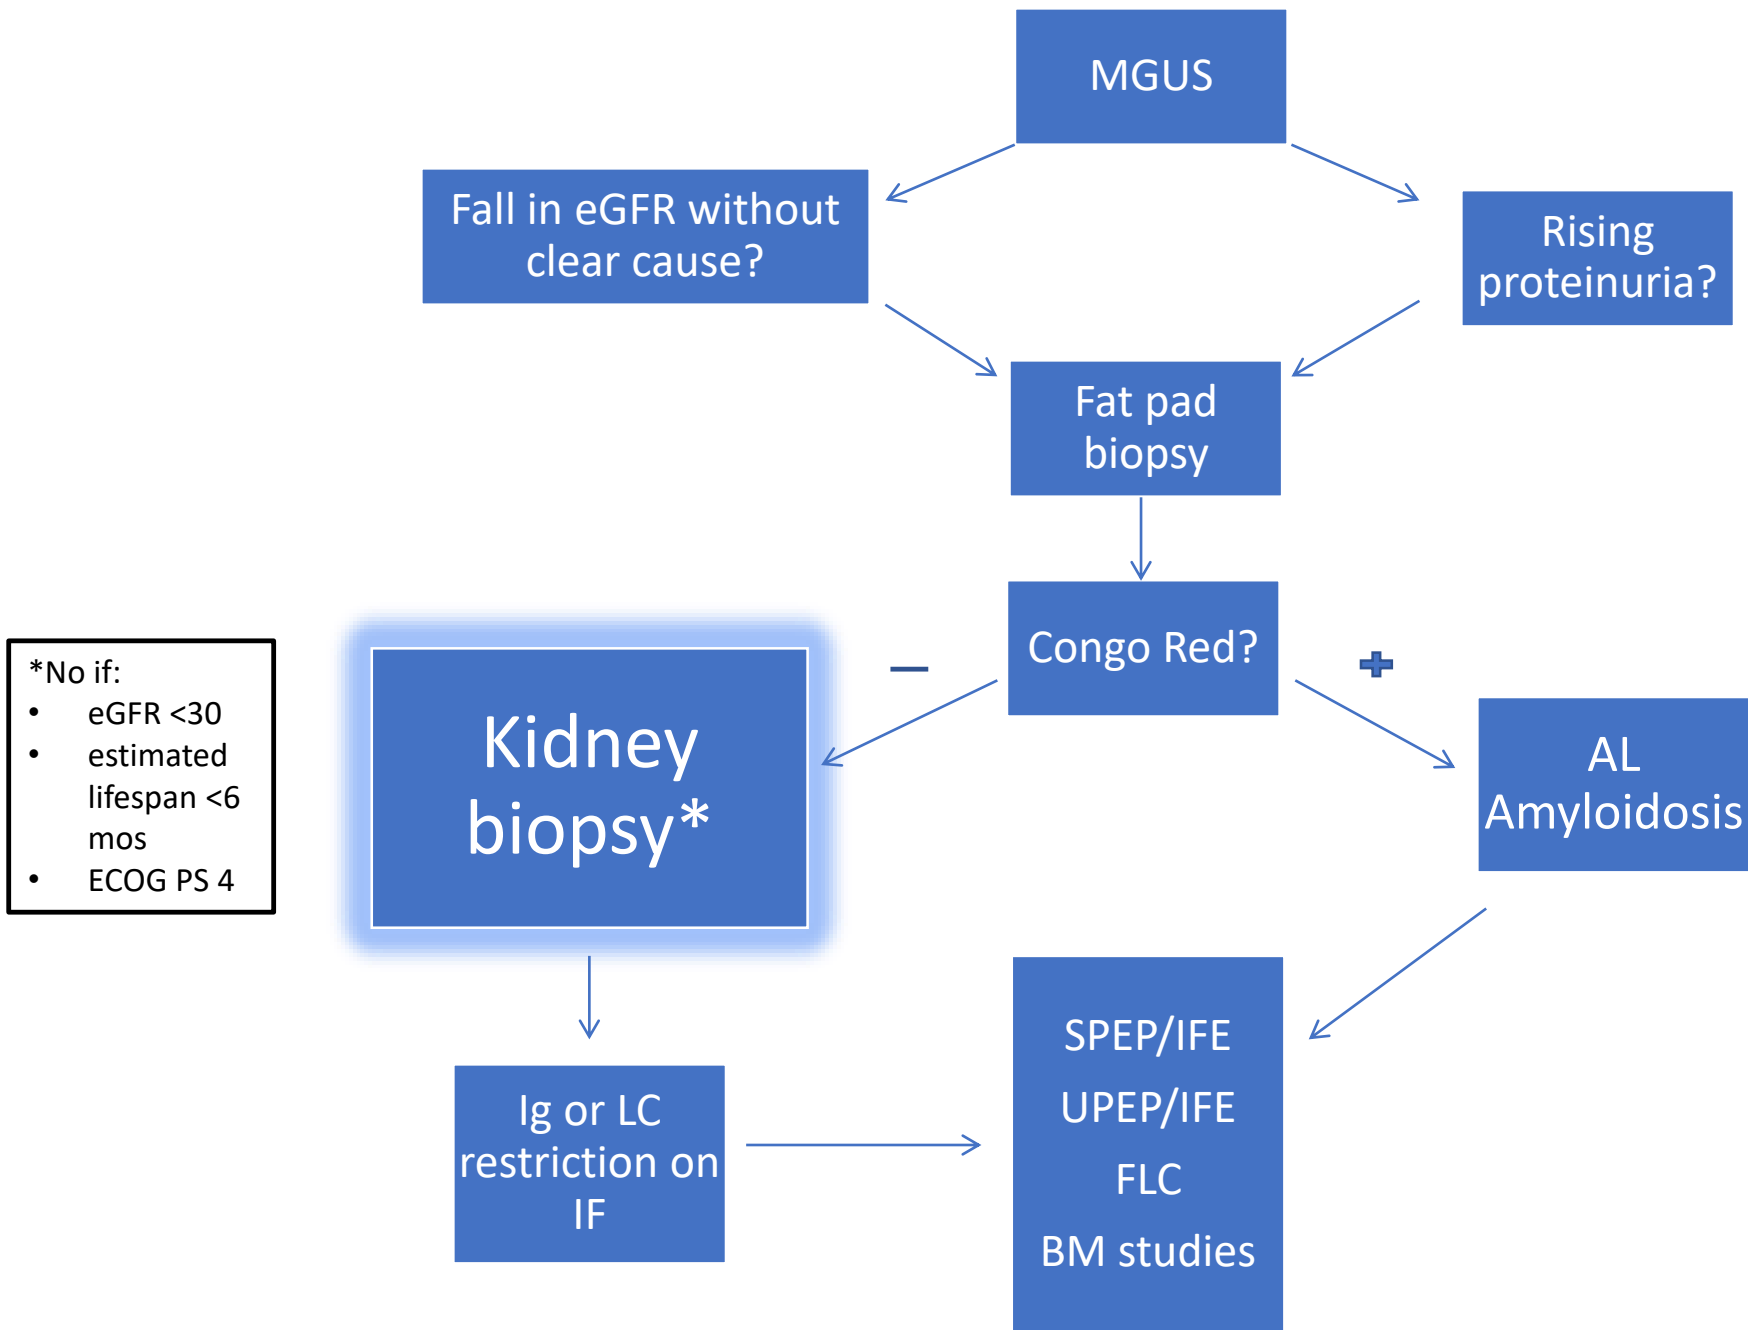 MGUS
Fall in eGFR without
clear cause?
Rising
proteinuria?
Fat pad
biopsy
Congo Red?
–
+
*No if:
• eGFR <30
• estimated
lifespan <6
mos
• ECOG PS 4
Kidney
biopsy*
AL
Amyloidosis
Ig or LC
restriction on
IF
SPEP/IFE
UPEP/IFE
FLC
BM studies